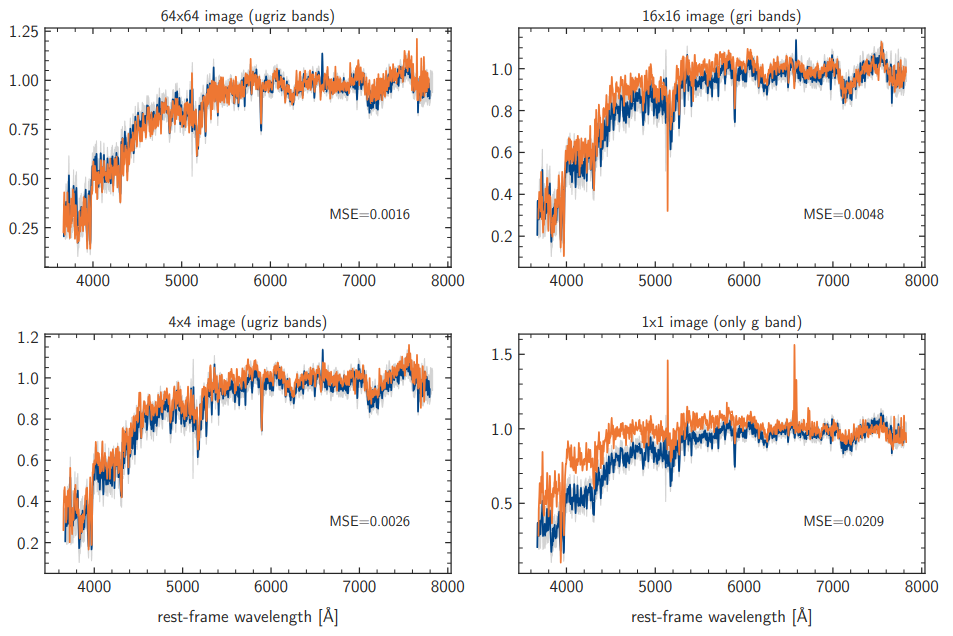 64x64 image (ugriz bands)
1.25
1.00
0.75
0.50
0.25
MSE=0.0016
4000 5000 6000 7000 8000
16x16 image (gri bands)
1.0
0.8
0.6
0.4
0.2
MSE=0.0048
4000 5000 6000 7000 8000
4x4 image (ugriz bands)
1.2
1.0
0.8
0.6
0.4
0.2
MSE=0.0026
4000 5000 6000 7000 8000
rest-frame wavelength [Å]
1x1 image (only g band)
1.5
1.0
0.5
MSE=0.0209
4000 5000 6000 7000 8000
rest-frame wavelength [Å]